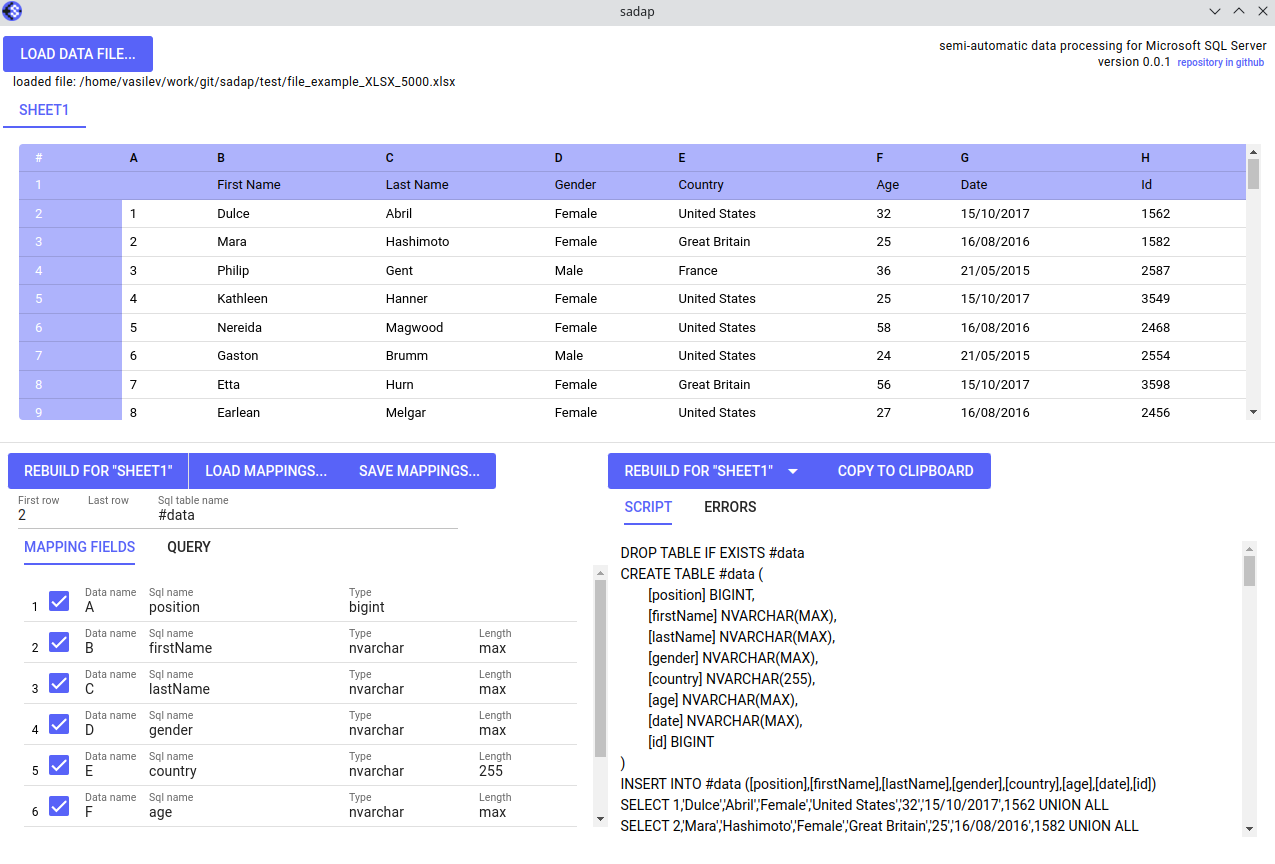 sadap
LOAD DATA FILE...
semi-automatic data processing for Microsoft SQL Server
version 0.0.1 repository in github
loaded file: /home/vasilev/work/git/sadap/test/file_example_XLSX_5000.xlsx
SHEET1
# A B C D E F G H
1 First Name Last Name Gender Country Age Date Id
2 1 Dulce Abril Female United States 32 15/10/2017 1562
3 2 Mara Hashimoto Female Great Britain 25 16/08/2016 1582
4 3 Philip Gent Male France 36 21/05/2015 2587
5 4 Kathleen Hanner Female United States 25 15/10/2017 3549
6 5 Nereida Magwood Female United States 58 16/08/2016 2468
7 6 Gaston Brumm Male United States 24 21/05/2015 2554
8 7 Etta Hurn Female Great Britain 56 15/10/2017 3598
9 8 Earlean Melgar Female United States 27 16/08/2016 2456
REBUILD FOR "SHEET1" LOAD MAPPINGS... SAVE MAPPINGS...
First row Last row Sql table name
2 #data
MAPPING FIELDS QUERY
Data name Sql name Type
1 A position bigint
Data name Sql name Type Length
2 B firstName nvarchar max
Data name Sql name Type Length
3 C lastName nvarchar max
Data name Sql name Type Length
4 D gender nvarchar max
Data name Sql name Type Length
5 E country nvarchar 255
Data name Sql name Type Length
6 F age nvarchar max
REBUILD FOR "SHEET1" COPY TO CLIPBOARD
SCRIPT ERRORS
DROP TABLE IF EXISTS #data
CREATE TABLE #data (
[position] BIGINT,
[firstName] NVARCHAR(MAX),
[lastName] NVARCHAR(MAX),
[gender] NVARCHAR(MAX),
[country] NVARCHAR(255),
[age] NVARCHAR(MAX),
[date] NVARCHAR(MAX),
[id] BIGINT
)
INSERT INTO #data ([position],[firstName],[lastName],[gender],[country],[age],[date],[id])
SELECT 1,'Dulce','Abril','Female','United States','32','15/10/2017',1562 UNION ALL
SELECT 2,'Mara','Hashimoto','Female','Great Britain','25','16/08/2016',1582 UNION ALL